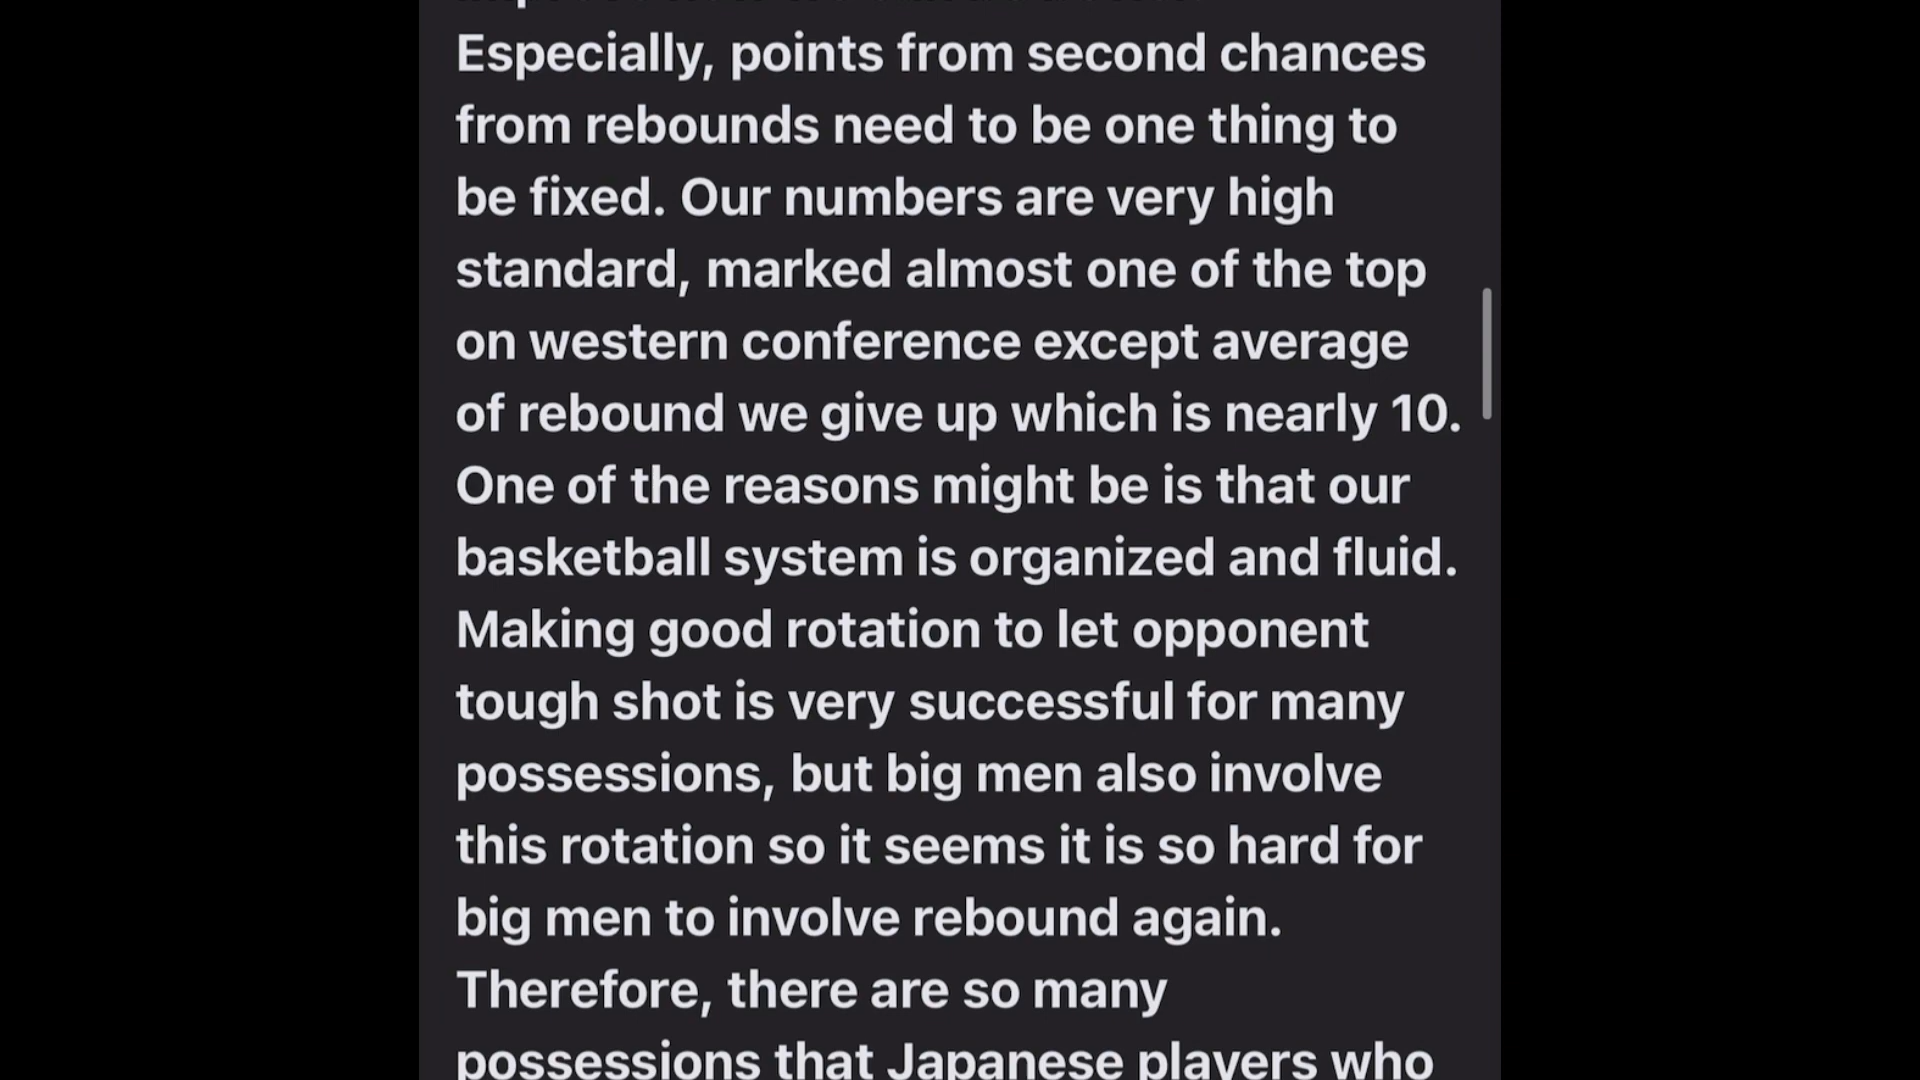 Especially, points from second chances
from rebounds need to be one thing to
be fixed. Our numbers are very high
standard, marked almost one of the top
on western conference except average
of rebound we give up which is nearly 10.
One of the reasons might be is that our
basketball system is organized and fluid.
Making good rotation to let opponent
tough shot is very successful for many
possessions, but big men also involve
this rotation so it seems it is so hard for
big men to involve rebound again.
Therefore, there are so many
possessions that Japanese players who